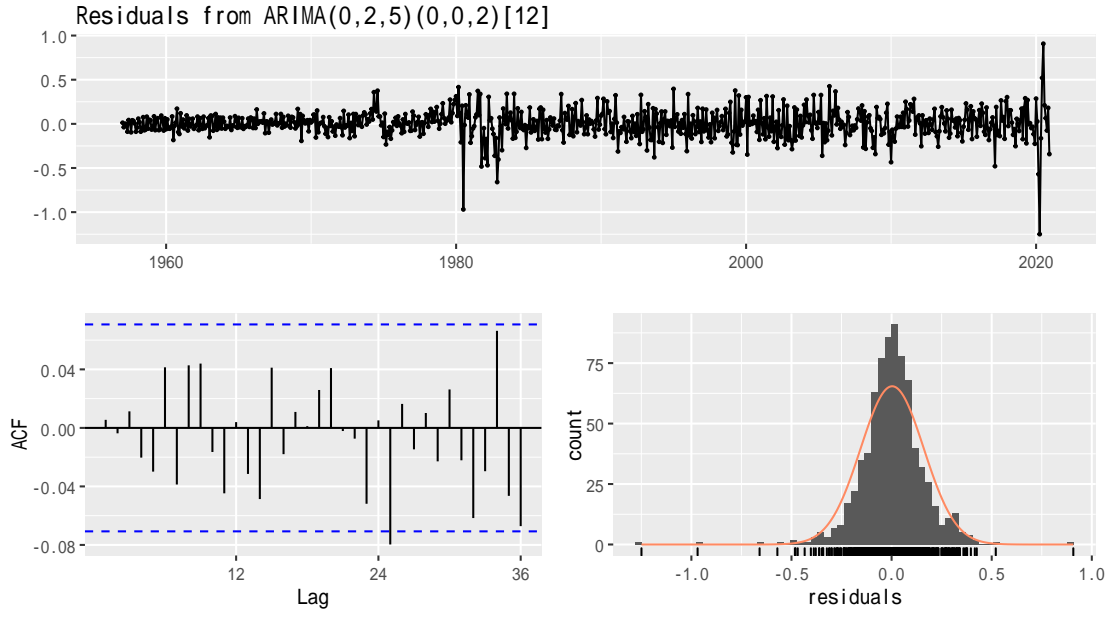 Residuals from ARIMA(0,2,5)(0,0,2)[12]
1.0
0.5
0.0
-0.5
-1.0
1960 1980 2000 2020
ACF
0.04
0.00
-0.04
-0.08
12 24 36
Lag
count
75
50
25
0
-1.0 -0.5 0.0 0.5 1.0
residuals